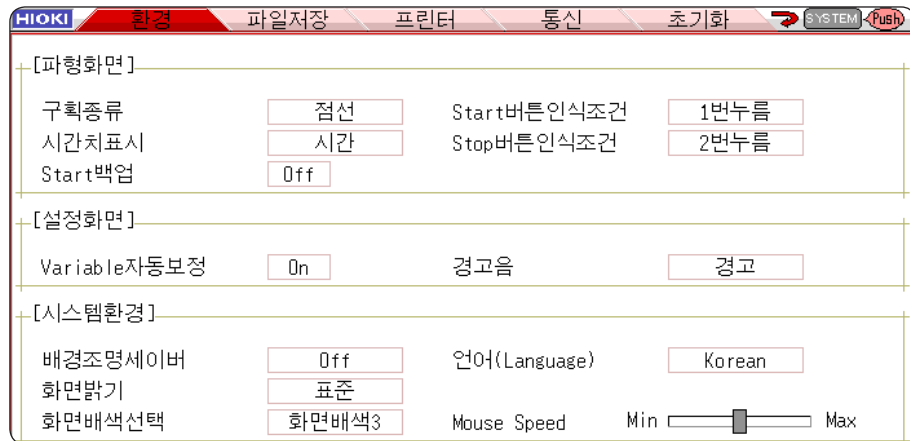 HIOKI 환경 파일저장 프린터 통신 초기화 SYSTEM Push
[파형화면]
구획종류 점선 Start버튼인식조건 1번누름
시간치표시 시간 Stop버튼인식조건 2번누름
Start백업 Off
[설정화면]
Variable자동보정 On 경고음 경고
[시스템환경]
배경조명세이버 Off 언어(Language) Korean
화면밝기 표준
화면배색선택 화면배색3 Mouse Speed Min Max